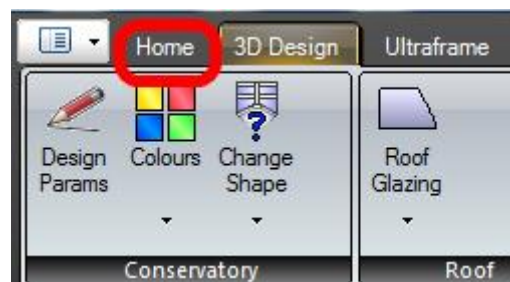 Home 3D Design Ultraframe
Design Params
Colours
Change Shape
Roof Glazing
Conservatory Roof